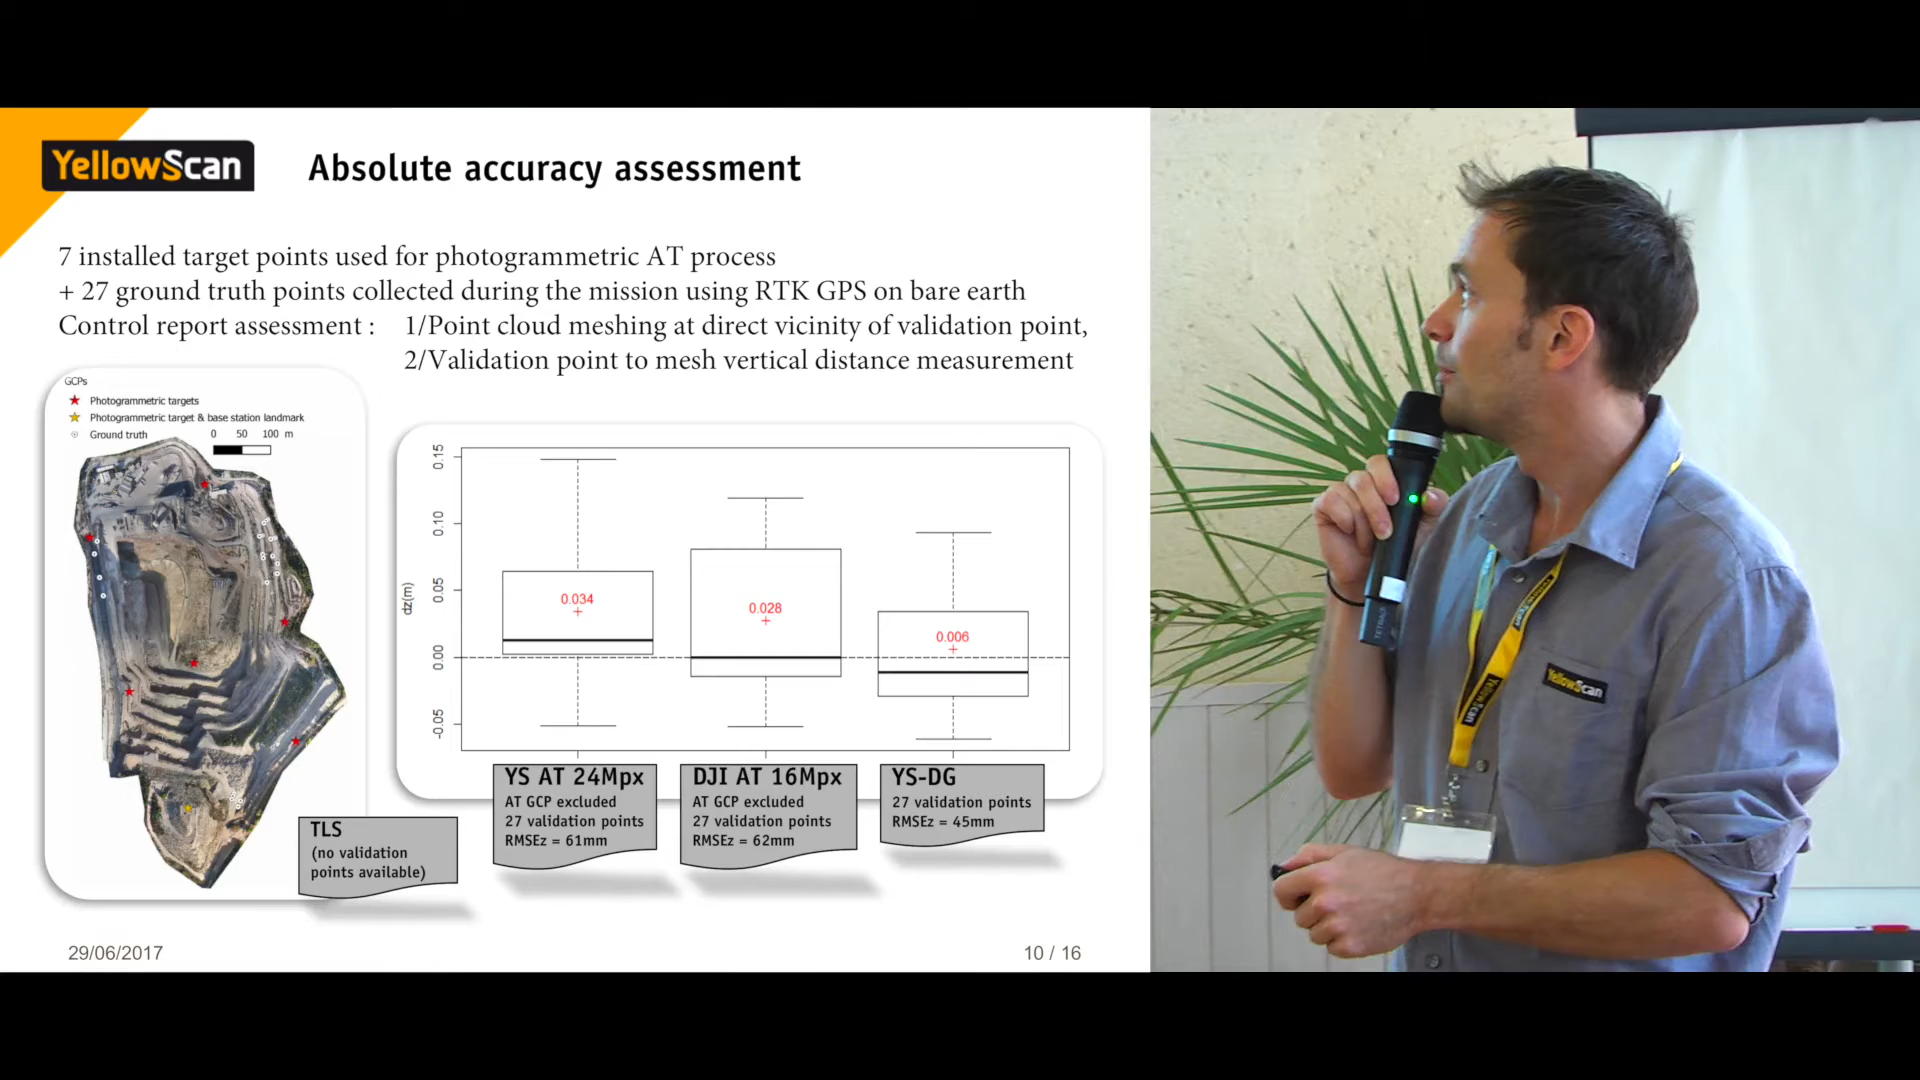 YellowScan
Absolute accuracy assessment
7 installed target points used for photogrammetric AT process
+ 27 ground truth points collected during the mission using RTK GPS on bare earth
Control report assessment : 1/Point cloud meshing at direct vicinity of validation point,
2/Validation point to mesh vertical distance measurement
GCPs
Photogrammetric targets
Photogrammetric target & base station landmark
Ground truth
0 50 100 m
dz(m)
0.15
0.10
0.05
0.00
-0.05
0.034
0.028
0.006
TLS
(no validation
points available)
YS AT 24Mpx
AT GCP excluded
27 validation points
RMSEz = 61mm
DJI AT 16Mpx
AT GCP excluded
27 validation points
RMSEz = 62mm
YS-DG
27 validation points
RMSEz = 45mm
29/06/2017
10 / 16
YellowScan
YellowScan